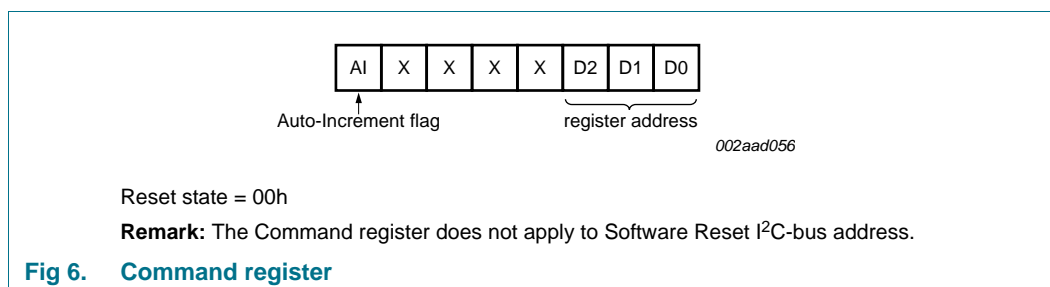 AI X X X X D2 D1 D0
Auto-Increment flag register address
002aad056
Reset state = 00h
Remark: The Command register does not apply to Software Reset I²C-bus address.
Fig 6. Command register